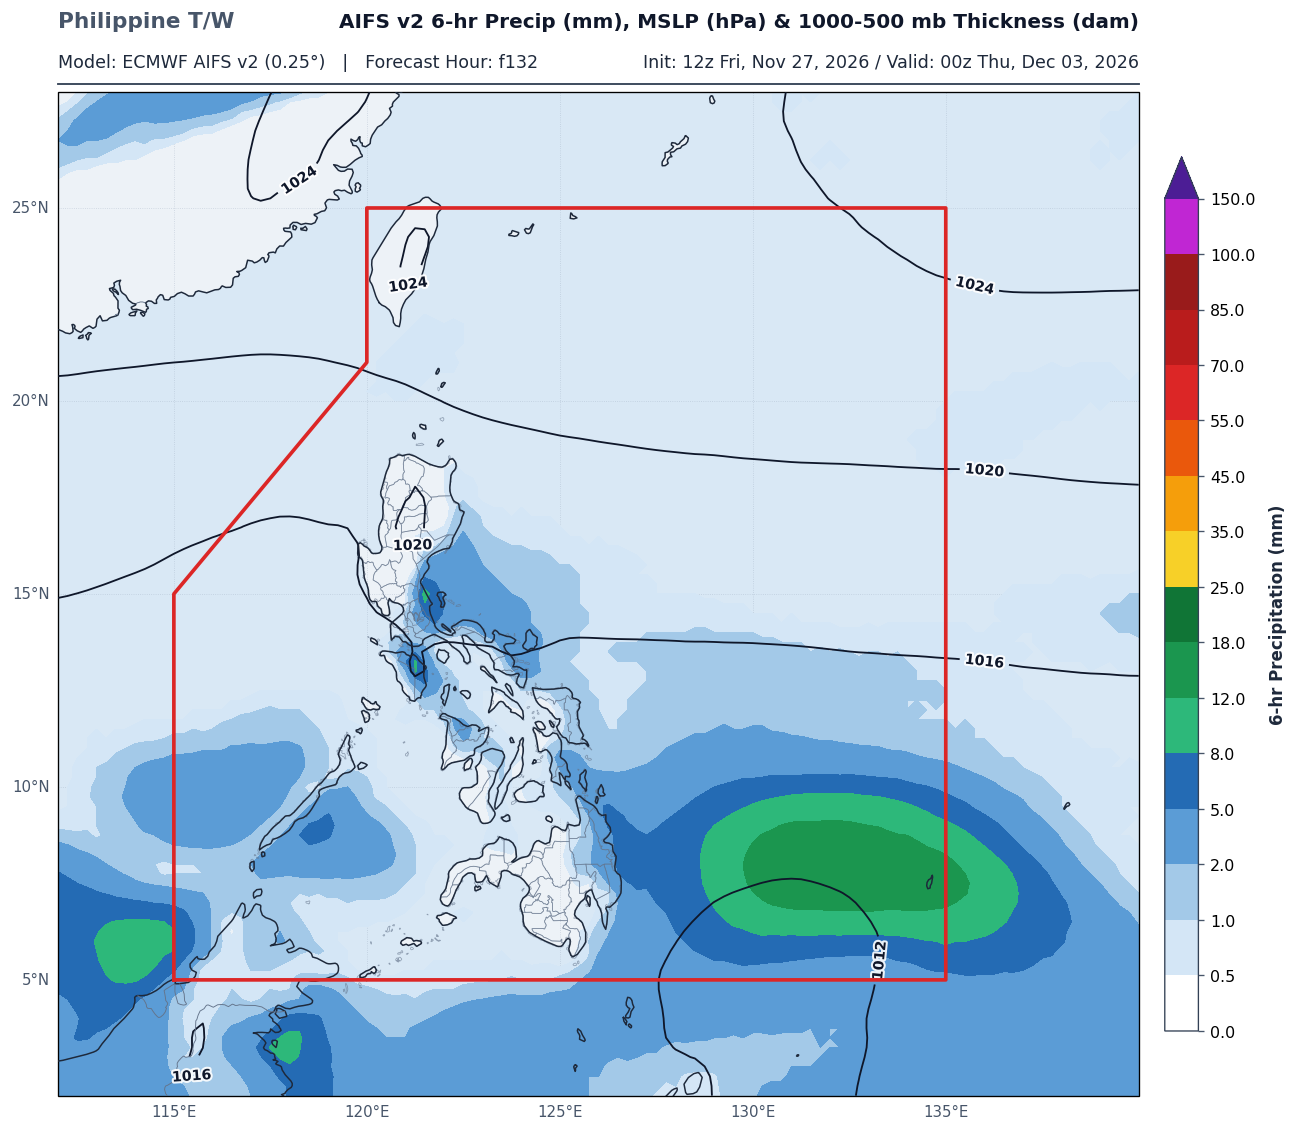 Philippine T/W
AIFS v2 6-hr Precip (mm), MSLP (hPa) & 1000-500 mb Thickness (dam)
Model: ECMWF AIFS v2 (0.25°) | Forecast Hour: f132
Init: 12z Fri, Nov 27, 2026 / Valid: 00z Thu, Dec 03, 2026
25°N
20°N
15°N
10°N
5°N
115°E
120°E
125°E
130°E
135°E
1024
1024
1024
1020
1020
1016
1012
1016
150.0
100.0
85.0
70.0
55.0
45.0
35.0
25.0
18.0
12.0
8.0
5.0
2.0
1.0
0.5
0.0
6-hr Precipitation (mm)